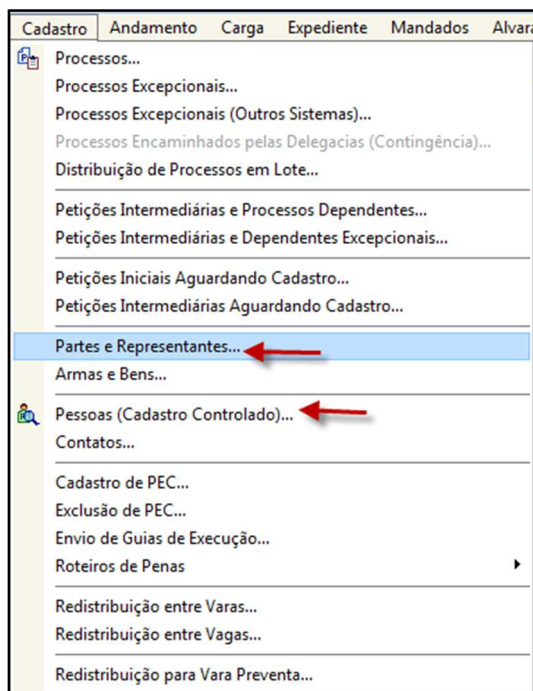 Cadastro Andamento Carga Expediente Mandados Alvar
Processos...
Processos Excepcionais...
Processos Excepcionais (Outros Sistemas)...
Processos Encaminhados pelas Delegacias (Contingência)...
Distribuição de Processos em Lote...
Petições Intermediárias e Processos Dependentes...
Petições Intermediárias e Dependentes Excepcionais...
Petições Iniciais Aguardando Cadastro...
Petições Intermediárias Aguardando Cadastro...
Partes e Representantes...
Armas e Bens...
Pessoas (Cadastro Controlado)...
Contatos...
Cadastro de PEC...
Exclusão de PEC...
Envio de Guias de Execução...
Roteiros de Penas
Redistribuição entre Varas...
Redistribuição entre Vagas...
Redistribuição para Vara Preventa...